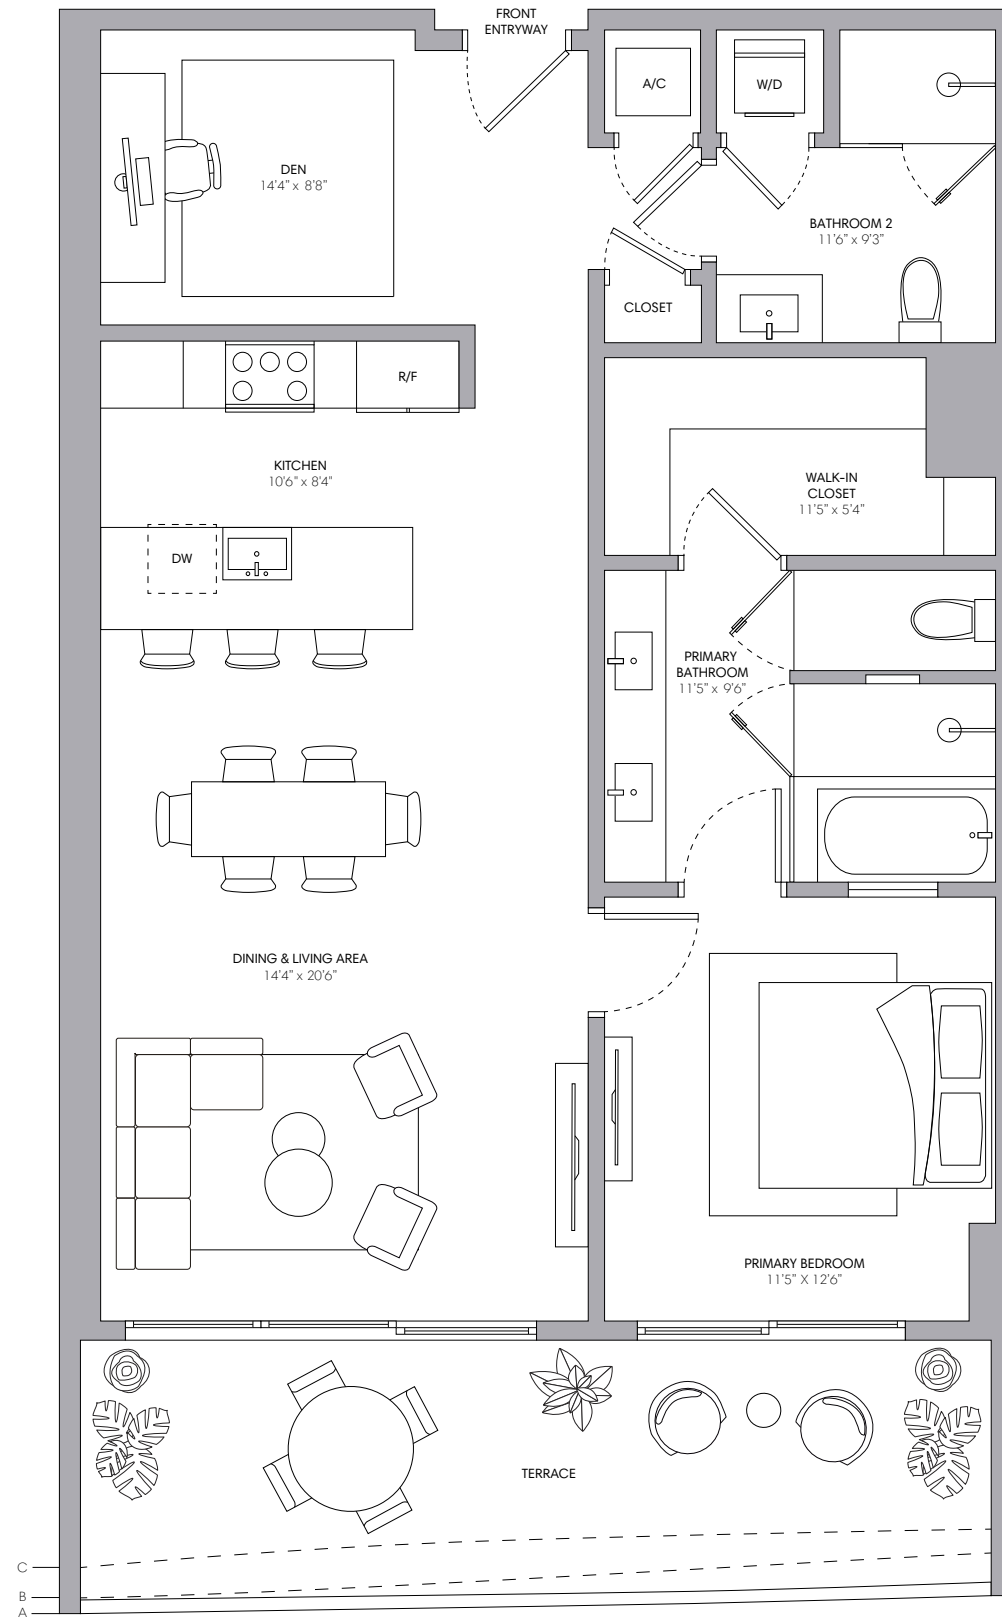 FRONT
ENTRYWAY
A/C
W/D
DEN
14'4" x 8'8"
BATHROOM 2
11'6" x 9'3"
CLOSET
R/F
KITCHEN
10'6" x 8'4"
WALK-IN
CLOSET
11'5" x 5'4"
DW
PRIMARY
BATHROOM
11'5" x 9'6"
DINING & LIVING AREA
14'4" x 20'6"
PRIMARY BEDROOM
11'5" X 12'6"
TERRACE
C
B
A